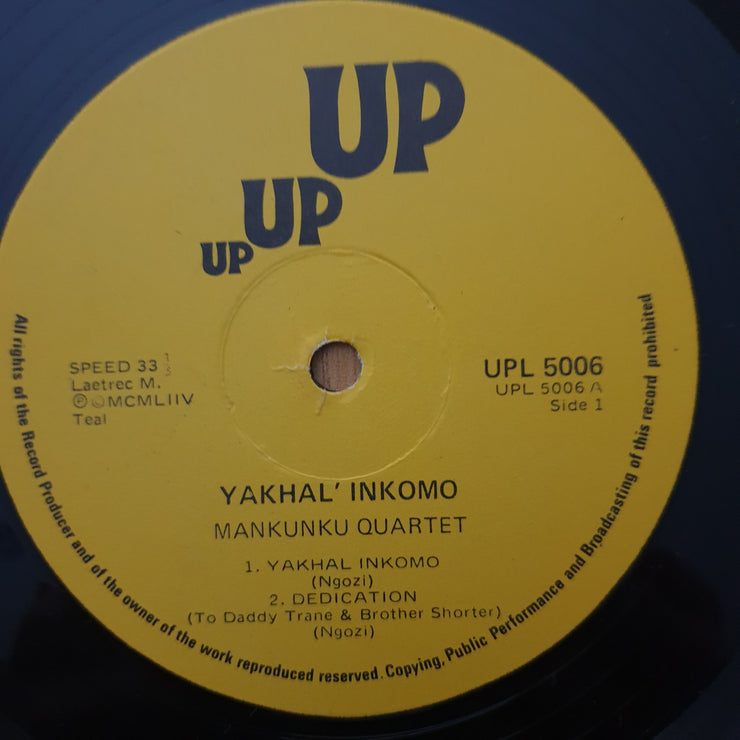 UP
UP
UP
SPEED 33 1/3
Laetrec M.
ⓅⒸMCMLIIV
Teal
UPL 5006
UPL 5006 A
Side 1
YAKHAL' INKOMO
MANKUNKU QUARTET
1. YAKHAL INKOMO
(Ngozi)
2. DEDICATION
(To Daddy Trane & Brother Shorter)
(Ngozi)
All rights of the Record Producer and of the owner of the work reproduced reserved. Copying, Public Performance and Broadcasting of this record prohibited